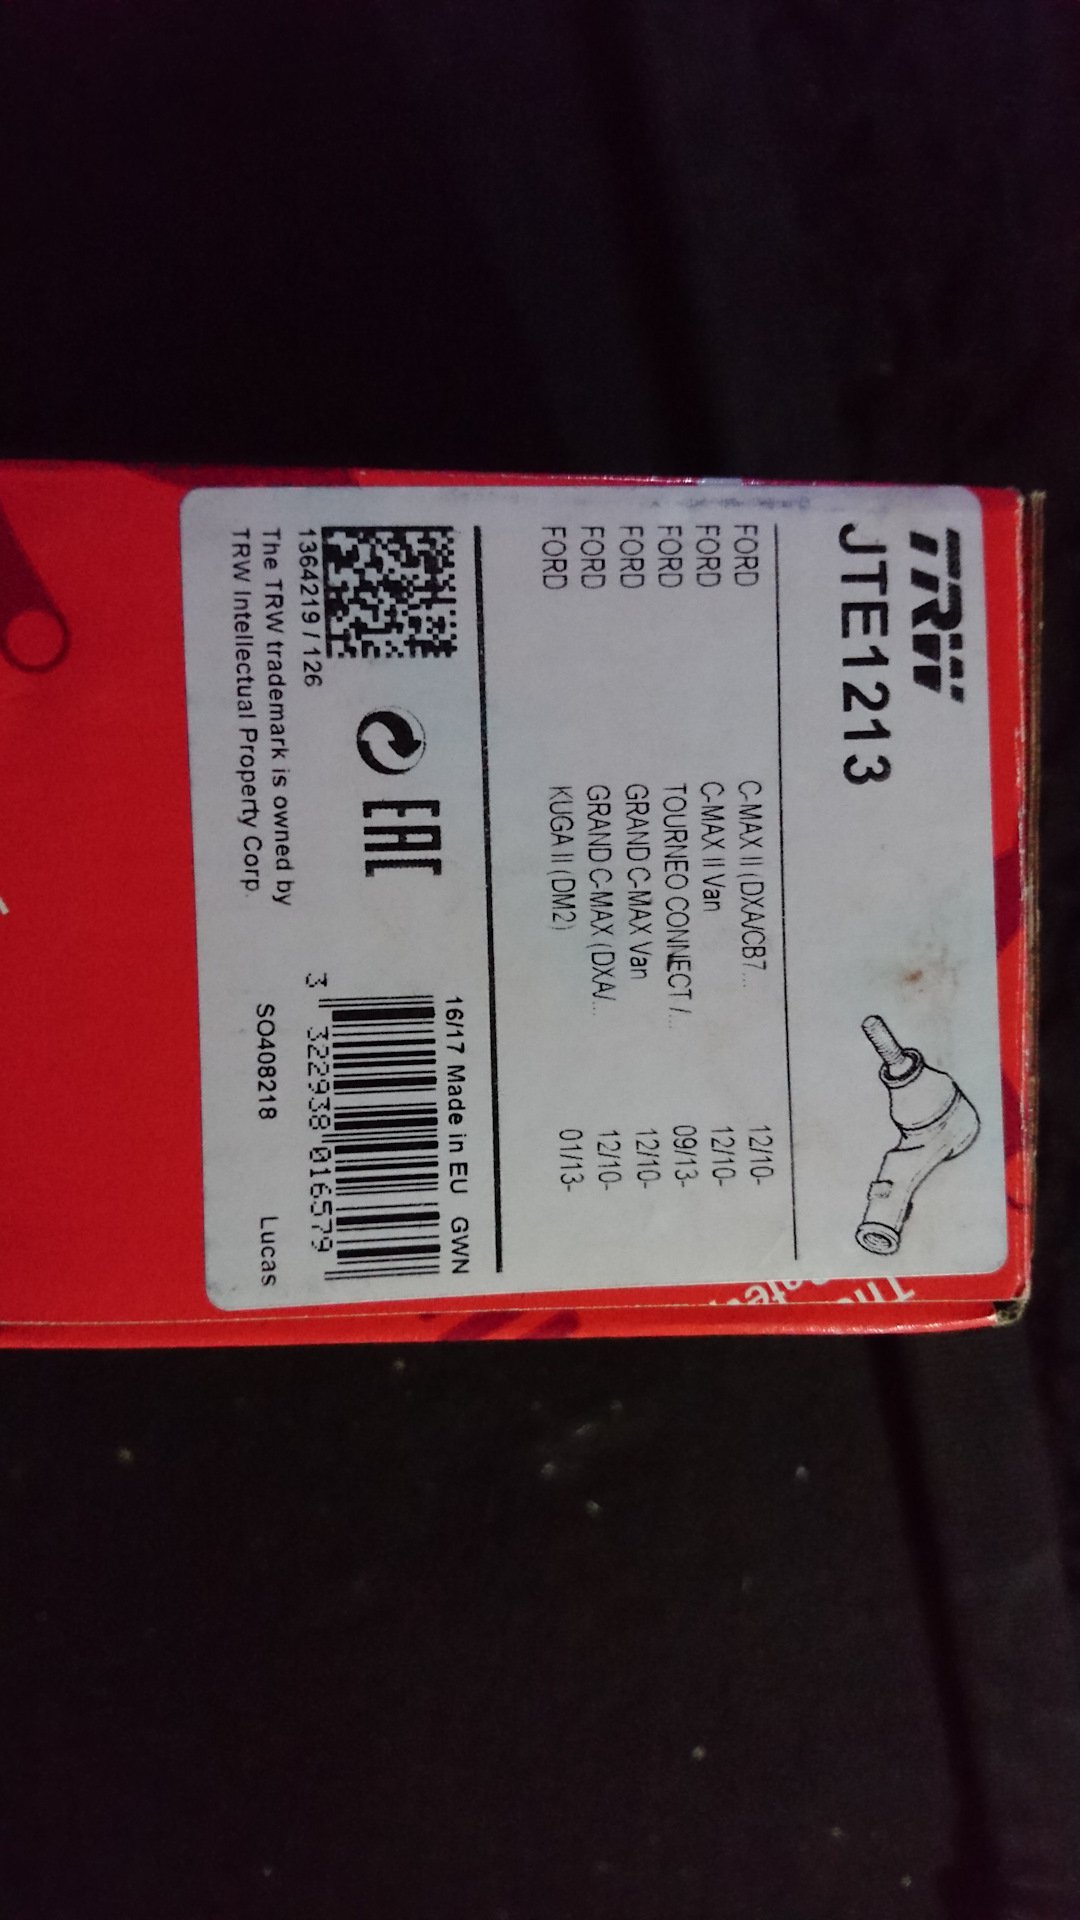 TRW
JTE1213
FORD C-MAX II (DXA/CB7... 12/10-
FORD C-MAX II Van 12/10-
FORD TOURNEO CONNECT /... 09/13-
FORD GRAND C-MAX Van 12/10-
FORD GRAND C-MAX (DXA/... 12/10-
FORD KUGA II (DM2) 01/13-
16/17 Made in EU GWN
EAC
3 322938 016579
1364219 / 126
The TRW trademark is owned by
TRW Intellectual Property Corp.
SO408218 Lucas